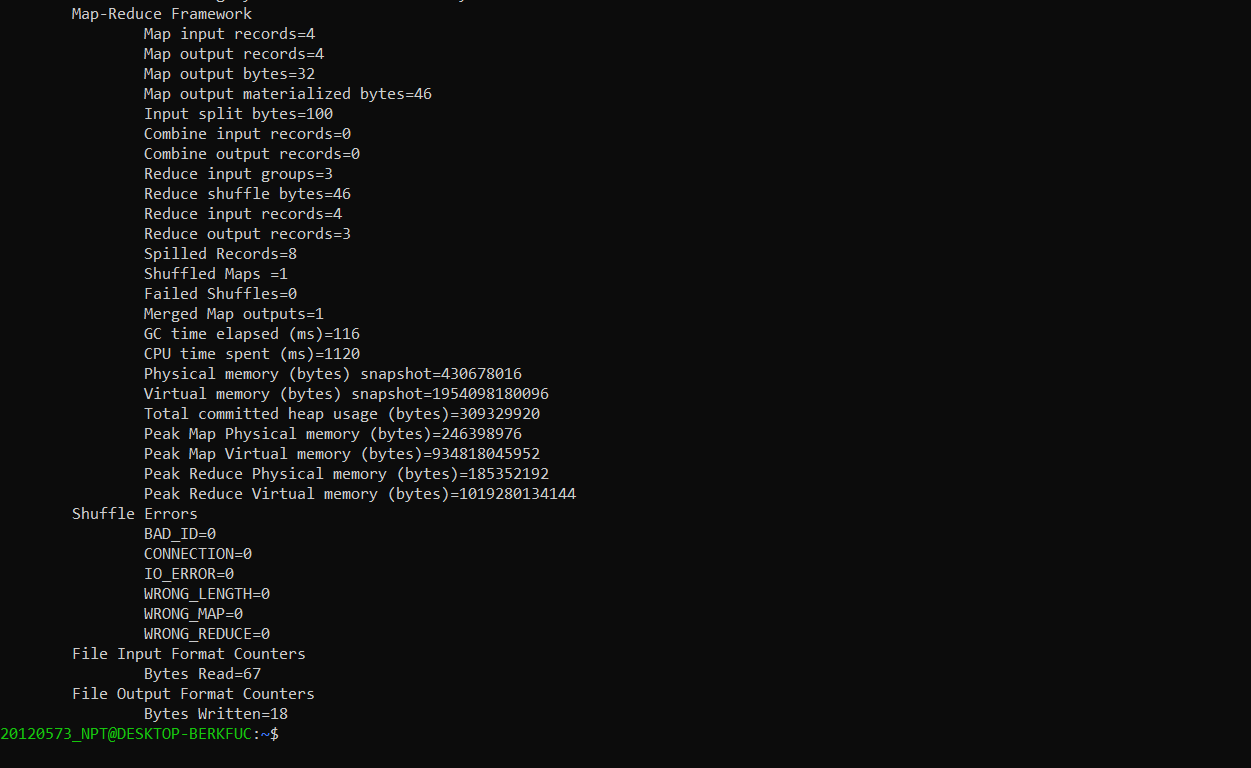 Map-Reduce Framework
Map input records=4
Map output records=4
Map output bytes=32
Map output materialized bytes=46
Input split bytes=100
Combine input records=0
Combine output records=0
Reduce input groups=3
Reduce shuffle bytes=46
Reduce input records=4
Reduce output records=3
Spilled Records=8
Shuffled Maps =1
Failed Shuffles=0
Merged Map outputs=1
GC time elapsed (ms)=116
CPU time spent (ms)=1120
Physical memory (bytes) snapshot=430678016
Virtual memory (bytes) snapshot=1954098180096
Total committed heap usage (bytes)=309329920
Peak Map Physical memory (bytes)=246398976
Peak Map Virtual memory (bytes)=934818045952
Peak Reduce Physical memory (bytes)=185352192
Peak Reduce Virtual memory (bytes)=1019280134144
Shuffle Errors
BAD_ID=0
CONNECTION=0
IO_ERROR=0
WRONG_LENGTH=0
WRONG_MAP=0
WRONG_REDUCE=0
File Input Format Counters
Bytes Read=67
File Output Format Counters
Bytes Written=18
20120573_NPT@DESKTOP-BERKFUC:~$